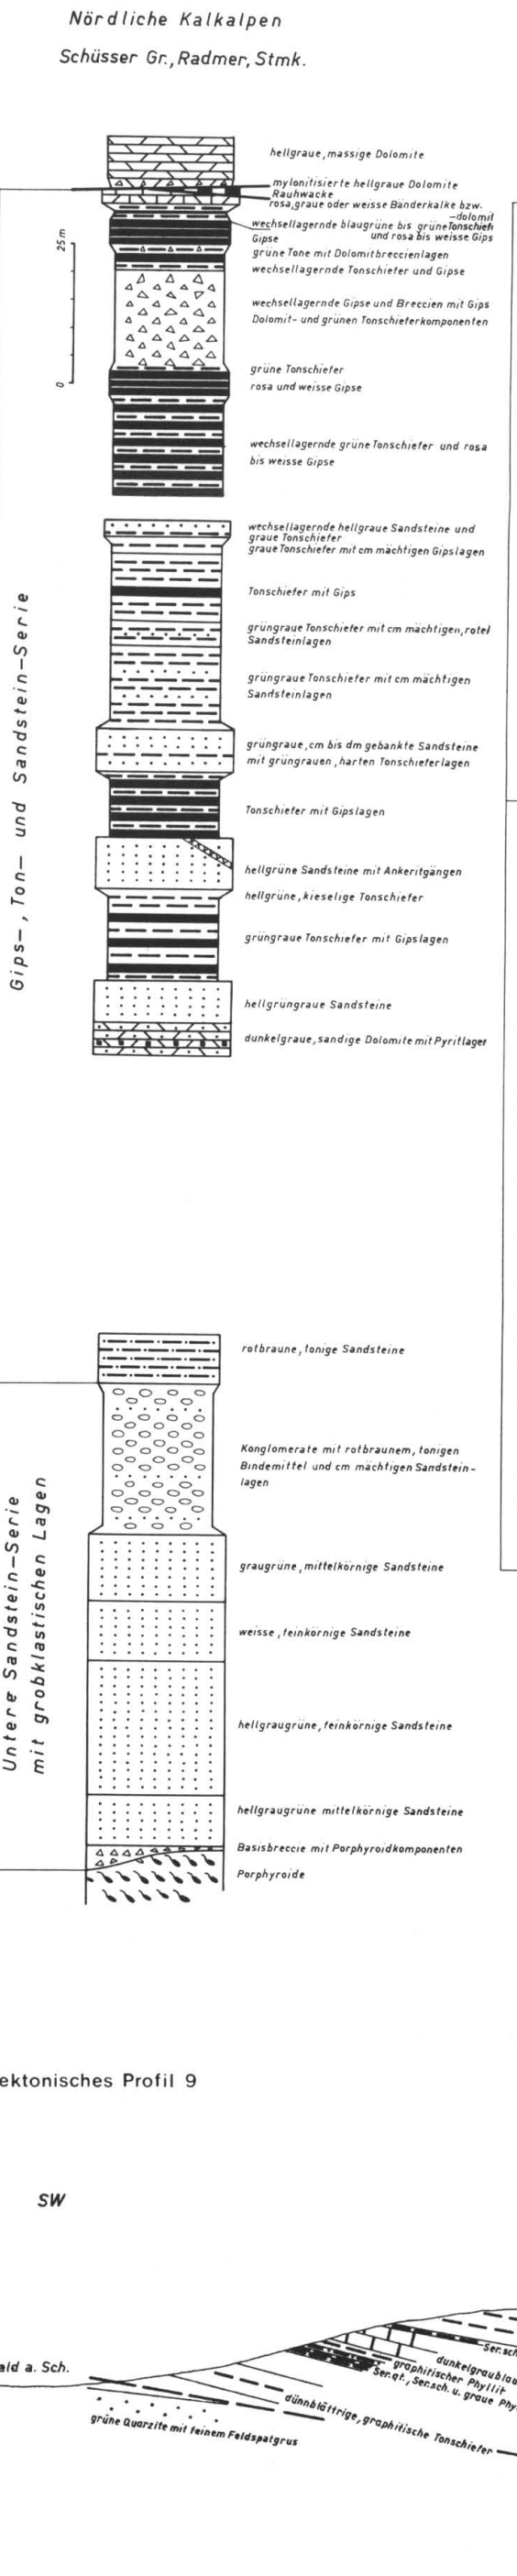 Nördliche Kalkalpen
Schüsser Gr., Radmer, Stmk.
hellgraue, massige Dolomite
mylonitisierte hellgraue Dolomite
Rauhwacke
rosa, graue oder weisse Bänderkalke bzw.
-dolomit
wechsellagernde blaugrüne bis grüne Tonschiefer
Gipse und rosa bis weisse Gips
grüne Tone mit Dolomitbreccienlagen
wechsellagernde Tonschiefer und Gipse
25 m
wechsellagernde Gipse und Breccien mit Gips
Dolomit- und grünen Tonschieferkomponenten
grüne Tonschiefer
0
rosa und weisse Gipse
wechsellagernde grüne Tonschiefer und rosa
bis weisse Gipse
wechsellagernde hellgraue Sandsteine und
graue Tonschiefer
graue Tonschiefer mit cm mächtigen Gipslagen
Tonschiefer mit Gips
Gips-, Ton- und Sandstein-Serie
grüngraue Tonschiefer mit cm mächtigen, rotel
Sandsteinlagen
grüngraue Tonschiefer mit cm mächtigen
Sandsteinlagen
grüngraue, cm bis dm gebankte Sandsteine
mit grüngrauen, harten Tonschieferlagen
Tonschiefer mit Gipslagen
hellgrüne Sandsteine mit Ankeritgängen
hellgrüne, kieselige Tonschiefer
grüngraue Tonschiefer mit Gipslagen
hellgrüngraue Sandsteine
dunkelgraue, sandige Dolomite mit Pyritlager
rotbraune, tonige Sandsteine
Konglomerate mit rotbraunem, tonigen
Bindemittel und cm mächtigen Sandstein-
lagen
Untere Sandstein-Serie
mit grobklastischen Lagen
graugrüne, mittelkörnige Sandsteine
weisse, feinkörnige Sandsteine
hellgraugrüne, feinkörnige Sandsteine
hellgraugrüne mittelkörnige Sandsteine
Basisbreccie mit Porphyroidkomponenten
Porphyroide
ektonisches Profil 9
SW
Ser.sch
dunkelgraublau
graphitischer Phyllit
Ser.qt., Ser.sch. u. graue Phy
ald a. Sch.
dünnblättrige, graphitische Tonschiefer
grüne Quarzite mit feinem Feldspatgrus